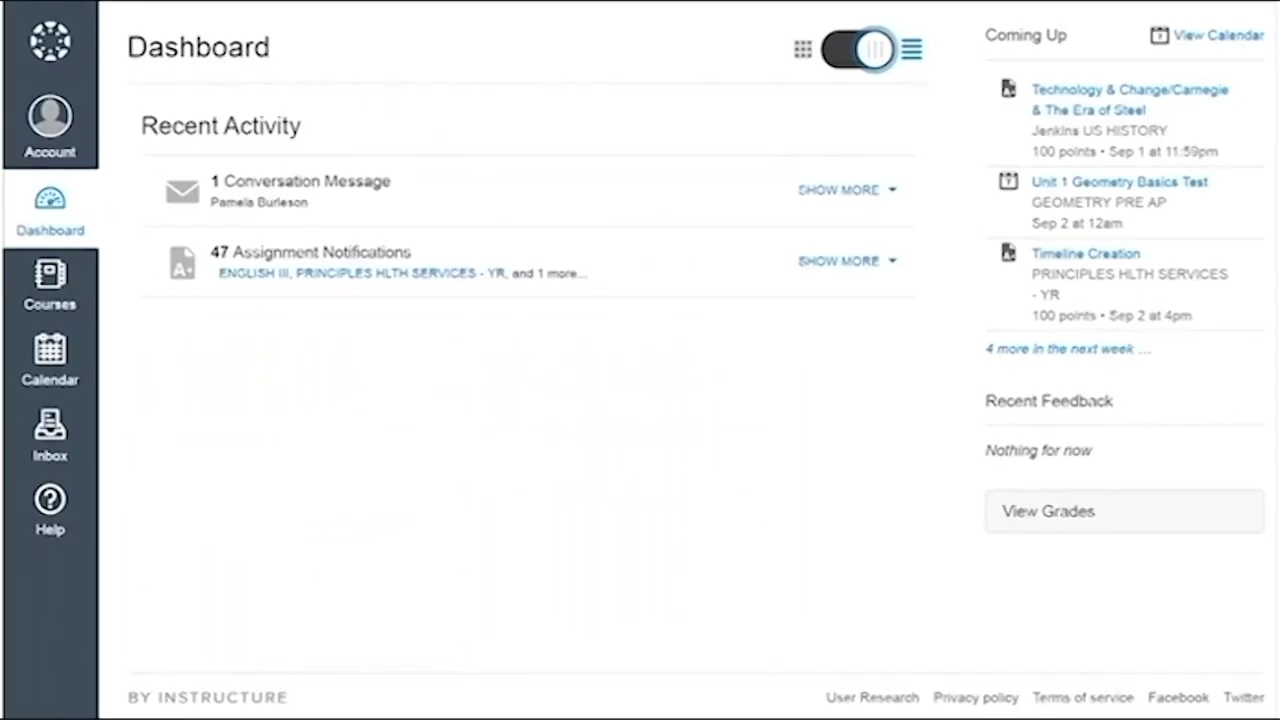 Account
Dashboard
Courses
Calendar
Inbox
Help
Dashboard
Recent Activity
1 Conversation Message
Pamela Burleson
SHOW MORE
47 Assignment Notifications
ENGLISH III, PRINCIPLES HLTH SERVICES - YR, and 1 more...
SHOW MORE
BY INSTRUCTURE
Coming Up
View Calendar
Technology & Change/Carnegie
& The Era of Steel
Jenkins US HISTORY
100 points • Sep 1 at 11:59pm
Unit 1 Geometry Basics Test
GEOMETRY PRE AP
Sep 2 at 12am
Timeline Creation
PRINCIPLES HLTH SERVICES
- YR
100 points • Sep 2 at 4pm
4 more in the next week ...
Recent Feedback
Nothing for now
View Grades
User Research Privacy policy Terms of service Facebook Twitter